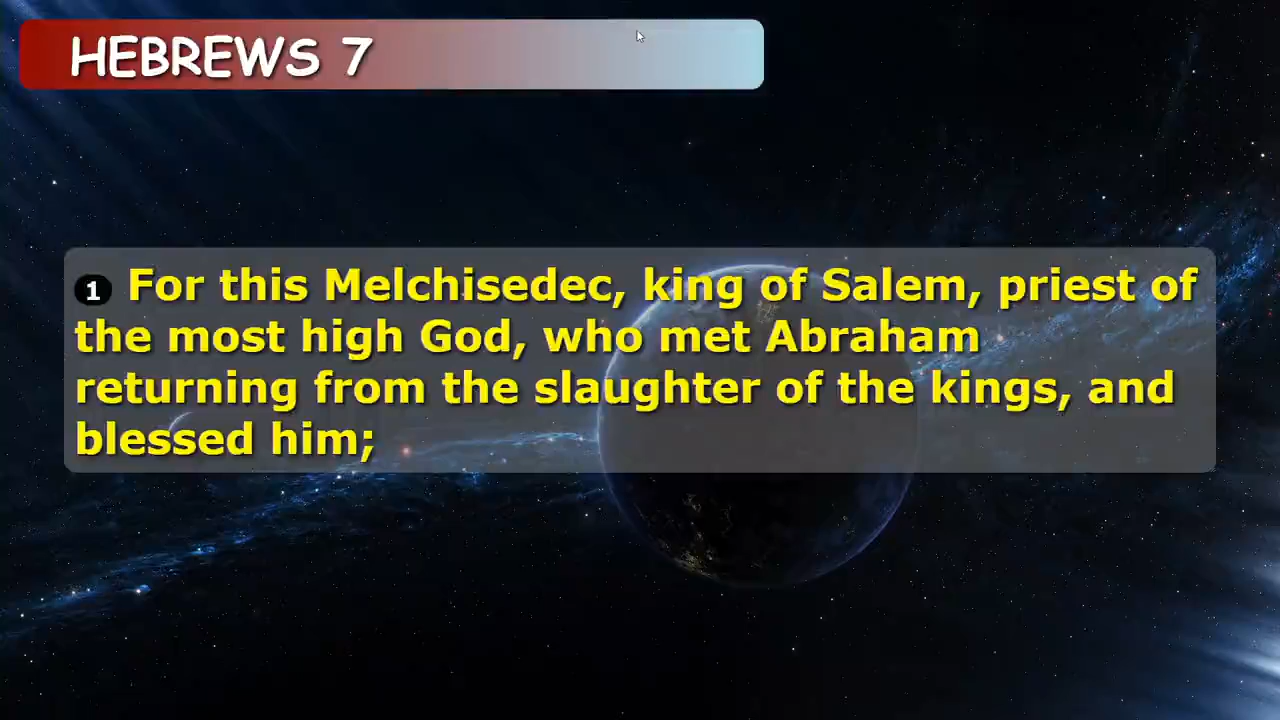 HEBREWS 7
1 For this Melchisedec, king of Salem, priest of
the most high God, who met Abraham
returning from the slaughter of the kings, and
blessed him;